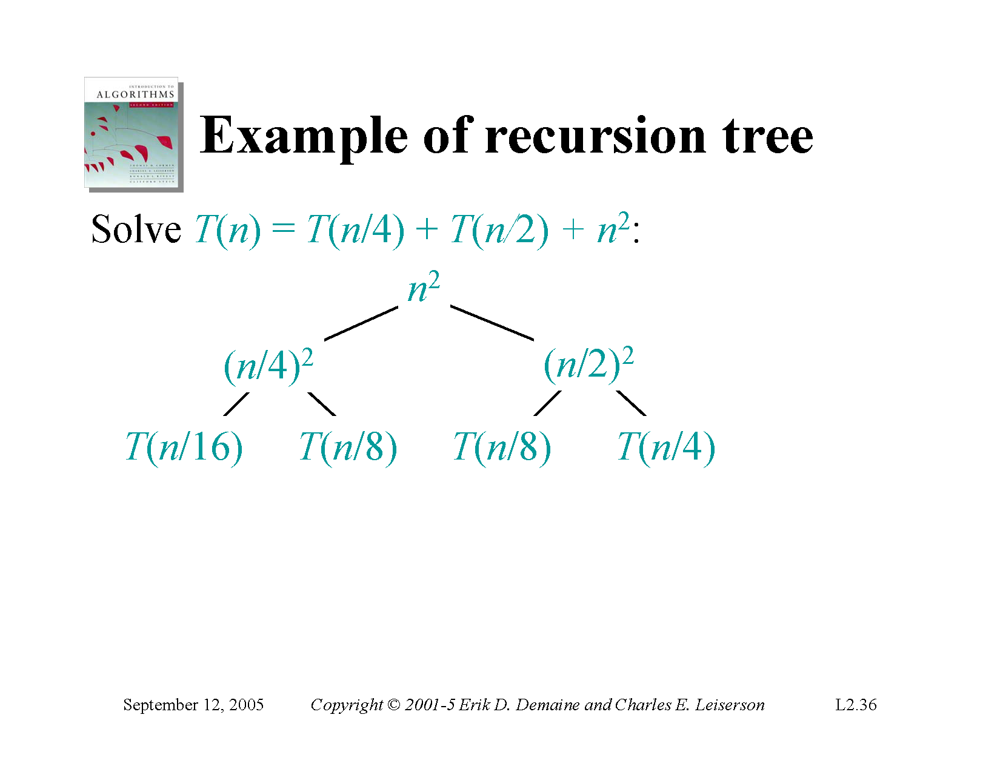 INTRODUCTION TO
ALGORITHMS
SECOND EDITION
THOMAS H. CORMEN
CHARLES E. LEISERSON
RONALD L. RIVEST
CLIFFORD STEIN
Example of recursion tree
Solve T(n) = T(n/4) + T(n/2) + n²:
n²
(n/4)² (n/2)²
T(n/16) T(n/8) T(n/8) T(n/4)
September 12, 2005 Copyright © 2001-5 Erik D. Demaine and Charles E. Leiserson L2.36